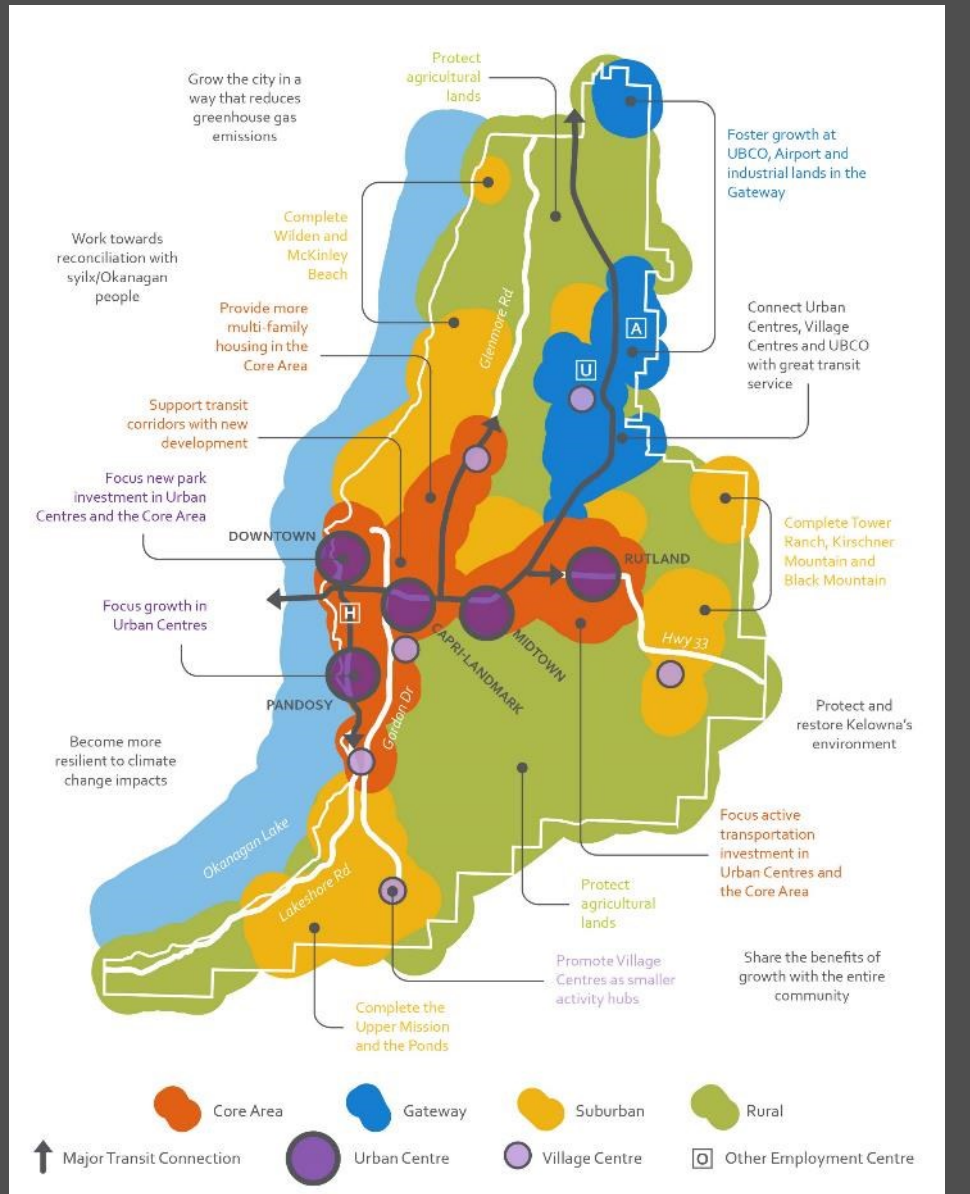 Grow the city in a
way that reduces
greenhouse gas
emissions
Protect
agricultural
lands
Foster growth at
UBCO, Airport and
industrial lands in the
Gateway
Complete
Wilden and
McKinley
Beach
Work towards
reconciliation with
syilx/Okanagan
people
Provide more
multi-family
housing in the
Core Area
Glenmore Rd
A
U
Connect Urban
Centres, Village
Centres and UBCO
with great transit
service
Support transit
corridors with new
development
Focus new park
investment in Urban
Centres and the Core Area
DOWNTOWN
Complete Tower
Ranch, Kirschner
Mountain and
Black Mountain
RUTLAND
Focus growth in
Urban Centres
H
CAPRI-LANDMARK
MIDTOWN
Hwy 33
PANDOSY
Gordon Dr
Protect and
restore Kelowna's
environment
Become more
resilient to climate
change impacts
Okanagan Lake
Lakeshore Rd
Focus active
transportation
investment in
Urban Centres and
the Core Area
Protect
agricultural
lands
Promote Village
Centres as smaller
activity hubs
Share the benefits of
growth with the entire
community
Complete the
Upper Mission
and the Ponds
Core Area
Gateway
Suburban
Rural
Major Transit Connection
Urban Centre
Village Centre
O
Other Employment Centre